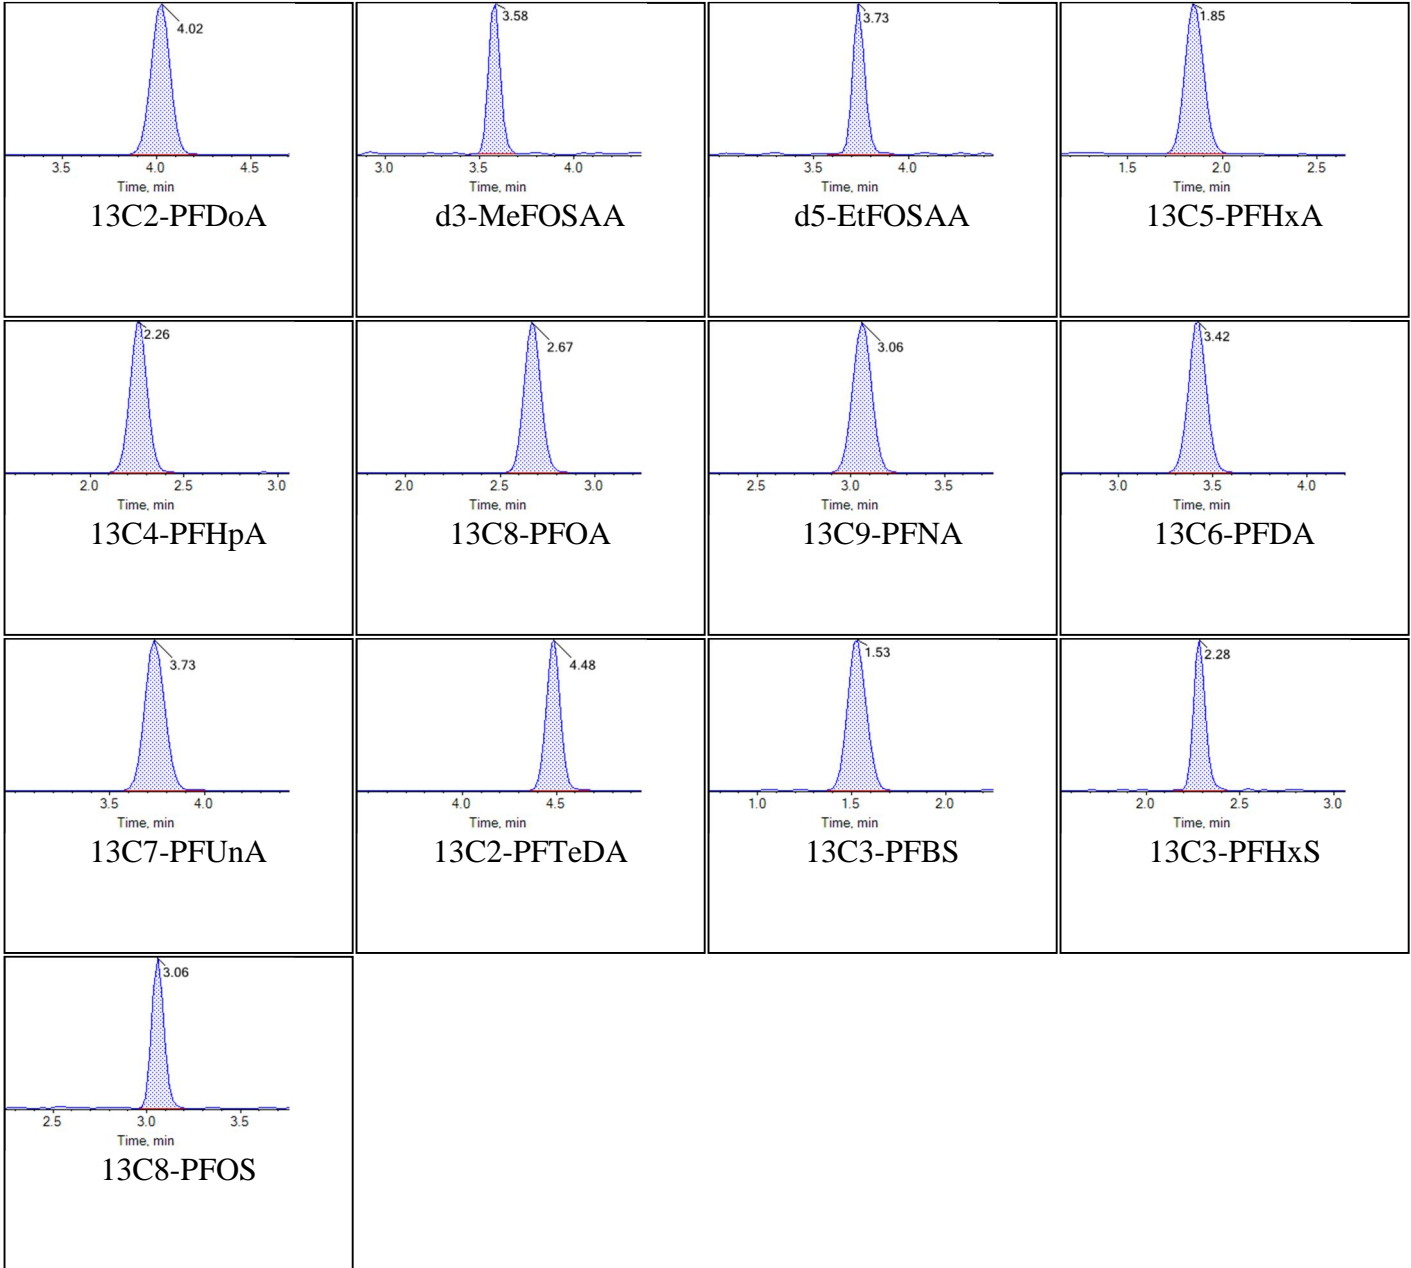 4.02
3.5 4.0 4.5
Time, min
13C2-PFDoA
3.58
3.0 3.5 4.0
Time, min
d3-MeFOSAA
3.73
3.5 4.0
Time, min
d5-EtFOSAA
1.85
1.5 2.0 2.5
Time, min
13C5-PFHxA
2.26
2.0 2.5 3.0
Time, min
13C4-PFHpA
2.67
2.0 2.5 3.0
Time, min
13C8-PFOA
3.06
2.5 3.0 3.5
Time, min
13C9-PFNA
3.42
3.0 3.5 4.0
Time, min
13C6-PFDA
3.73
3.5 4.0
Time, min
13C7-PFUnA
4.48
4.0 4.5
Time, min
13C2-PFTeDA
1.53
1.0 1.5 2.0
Time, min
13C3-PFBS
2.28
2.0 2.5 3.0
Time, min
13C3-PFHxS
3.06
2.5 3.0 3.5
Time, min
13C8-PFOS